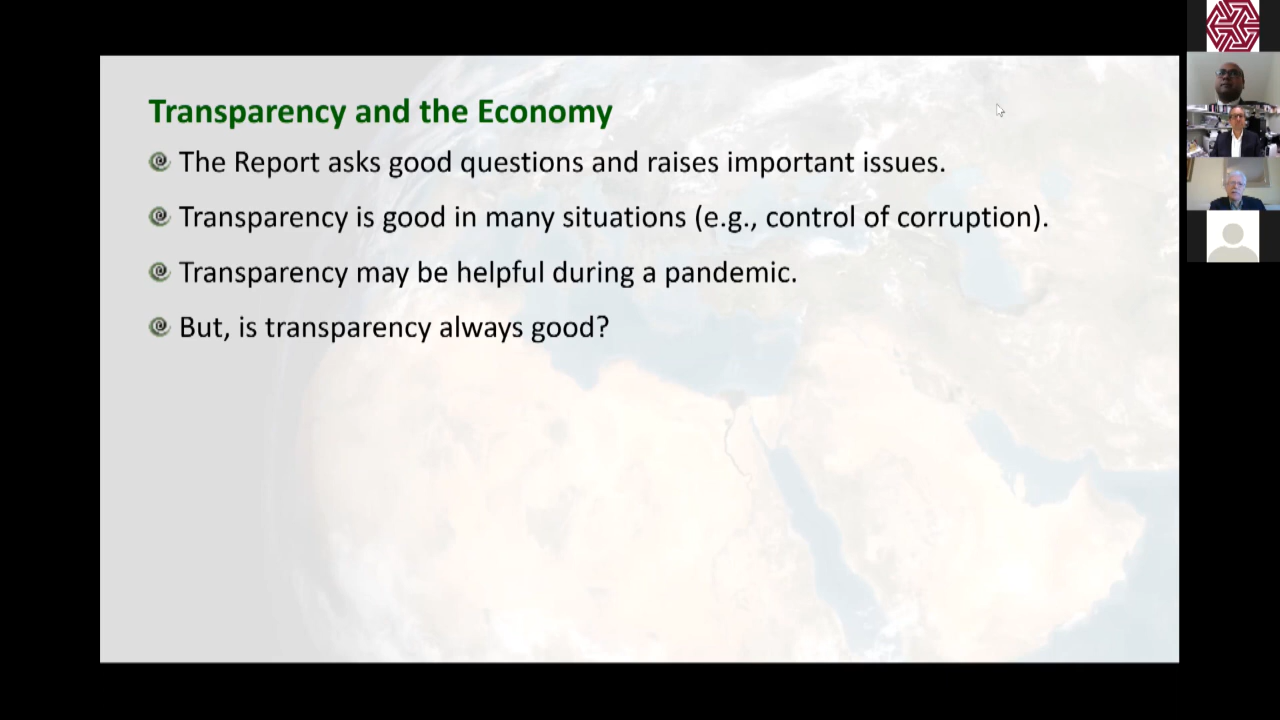 Transparency and the Economy
The Report asks good questions and raises important issues.
Transparency is good in many situations (e.g., control of corruption).
Transparency may be helpful during a pandemic.
But, is transparency always good?